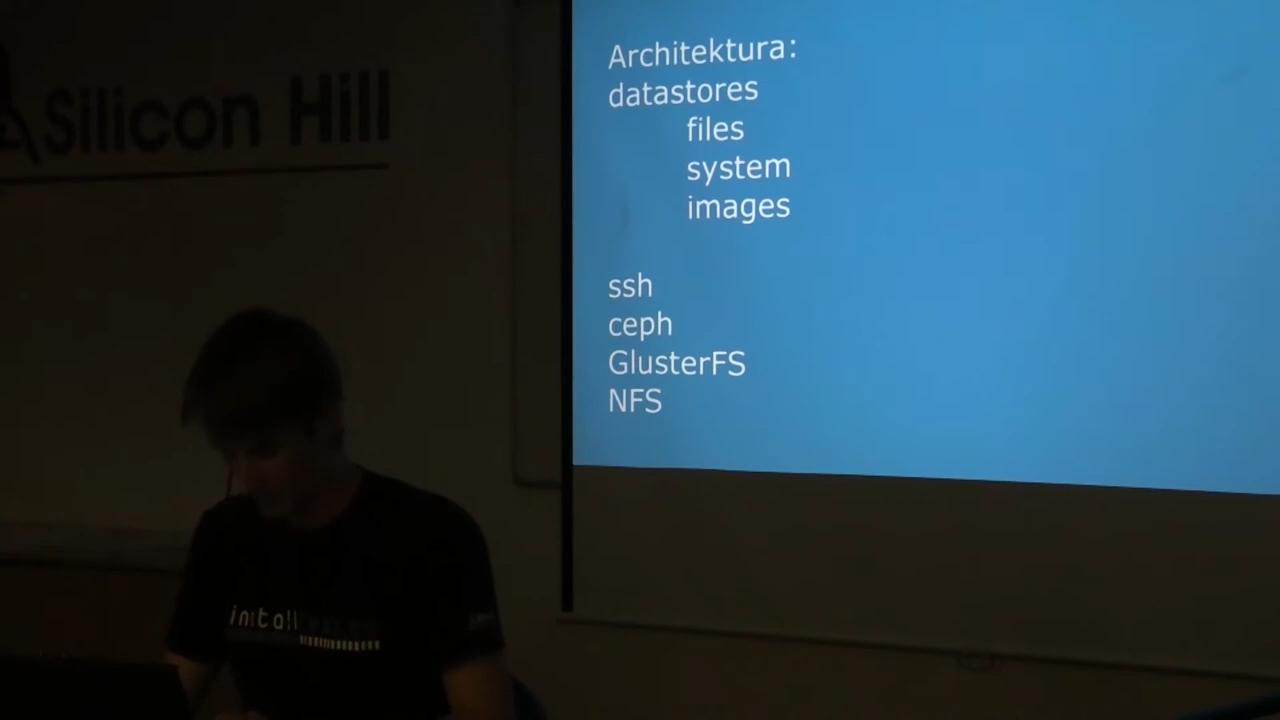 Silicon Hill
Architektura:
datastores
files
system
images
ssh
ceph
GlusterFS
NFS
install